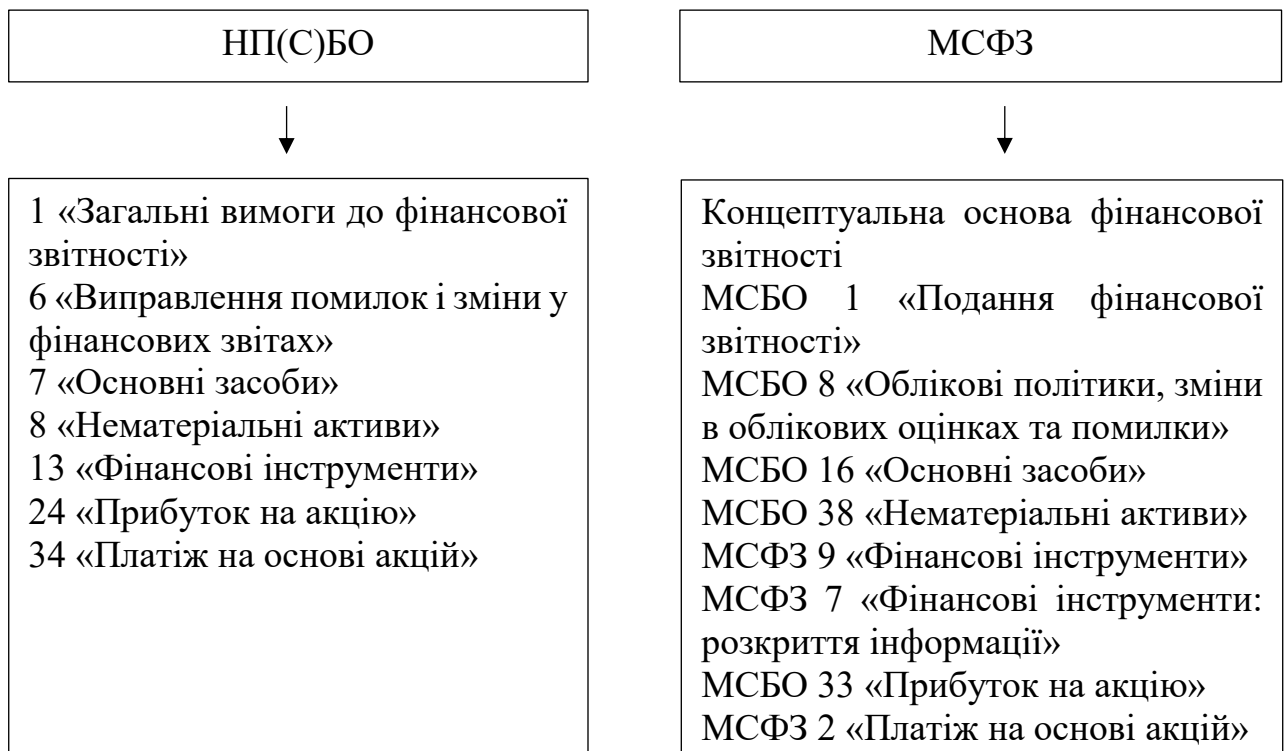 НП(С)БО
1 «Загальні вимоги до фінансової
звітності»
6 «Виправлення помилок і зміни у
фінансових звітах»
7 «Основні засоби»
8 «Нематеріальні активи»
13 «Фінансові інструменти»
24 «Прибуток на акцію»
34 «Платіж на основі акцій»
МСФЗ
Концептуальна основа фінансової
звітності
МСБО 1 «Подання фінансової
звітності»
МСБО 8 «Облікові політики, зміни
в облікових оцінках та помилки»
МСБО 16 «Основні засоби»
МСБО 38 «Нематеріальні активи»
МСФЗ 9 «Фінансові інструменти»
МСФЗ 7 «Фінансові інструменти:
розкриття інформації»
МСБО 33 «Прибуток на акцію»
МСФЗ 2 «Платіж на основі акцій»